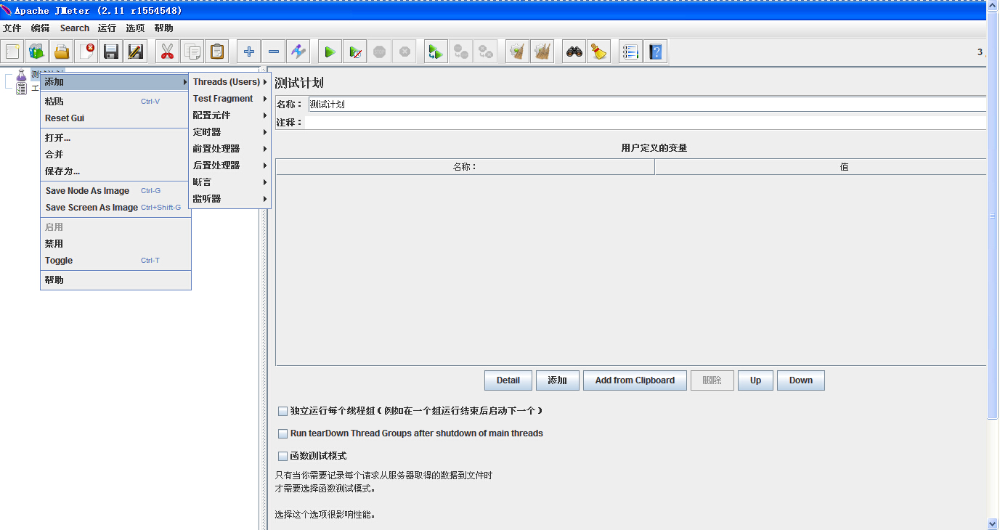 Apache JMeter (2.11 r1554548)
文件 编辑 Search 运行 选项 帮助
3
工
添加
粘贴 Ctrl-V
Reset Gui
打开...
合并
保存为...
Save Node As Image Ctrl-G
Save Screen As Image Ctrl+Shift-G
启用
禁用
Toggle Ctrl-T
帮助
Threads (Users)
Test Fragment
配置元件
定时器
前置处理器
后置处理器
断言
监听器
测试计划
名称： 测试计划
注释：
用户定义的变量
名称： 值
Detail 添加 Add from Clipboard 删除 Up Down
独立运行每个线程组（例如在一个组运行结束后启动下一个）
Run tearDown Thread Groups after shutdown of main threads
函数测试模式
只有当你需要记录每个请求从服务器取得的数据到文件时
才需要选择函数测试模式。
选择这个选项很影响性能。